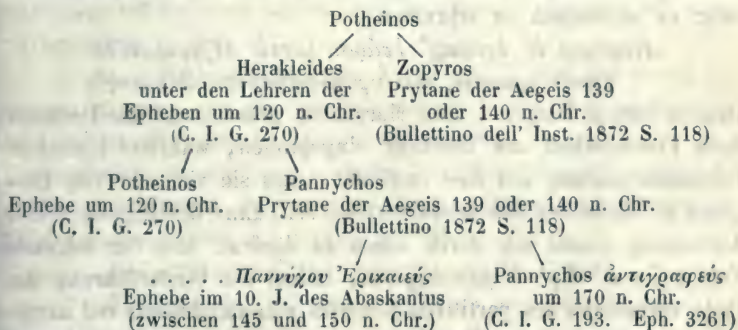 Potheinos
Herakleides Zopyros
unter den Lehrern der Prytane der Aegeis 139
Epheben um 120 n. Chr. oder 140 n. Chr.
(C. I. G. 270) (Bullettino dell' Inst. 1872 S. 118)
Potheinos Pannychos
Ephebe um 120 n. Chr. Prytane der Aegeis 139 oder 140 n. Chr.
(C. I. G. 270) (Bullettino 1872 S. 118)
. . . . . Παννύχου Ἐρικαιεύς Pannychos ἀντιγραφεύς
Ephebe im 10. J. des Abaskantus um 170 n. Chr.
(zwischen 145 und 150 n. Chr.) (C. I. G. 193. Eph. 3261)